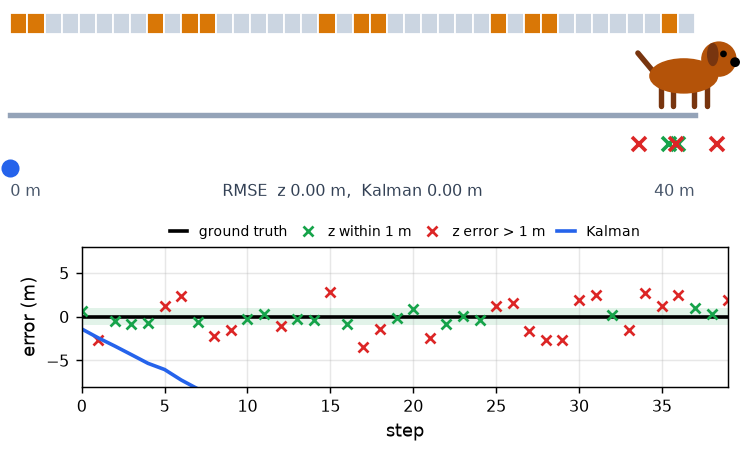 0 m RMSE z 0.00 m, Kalman 0.00 m 40 m
ground truth z within 1 m z error > 1 m Kalman
error (m)
5
0
−5
0 5 10 15 20 25 30 35
step